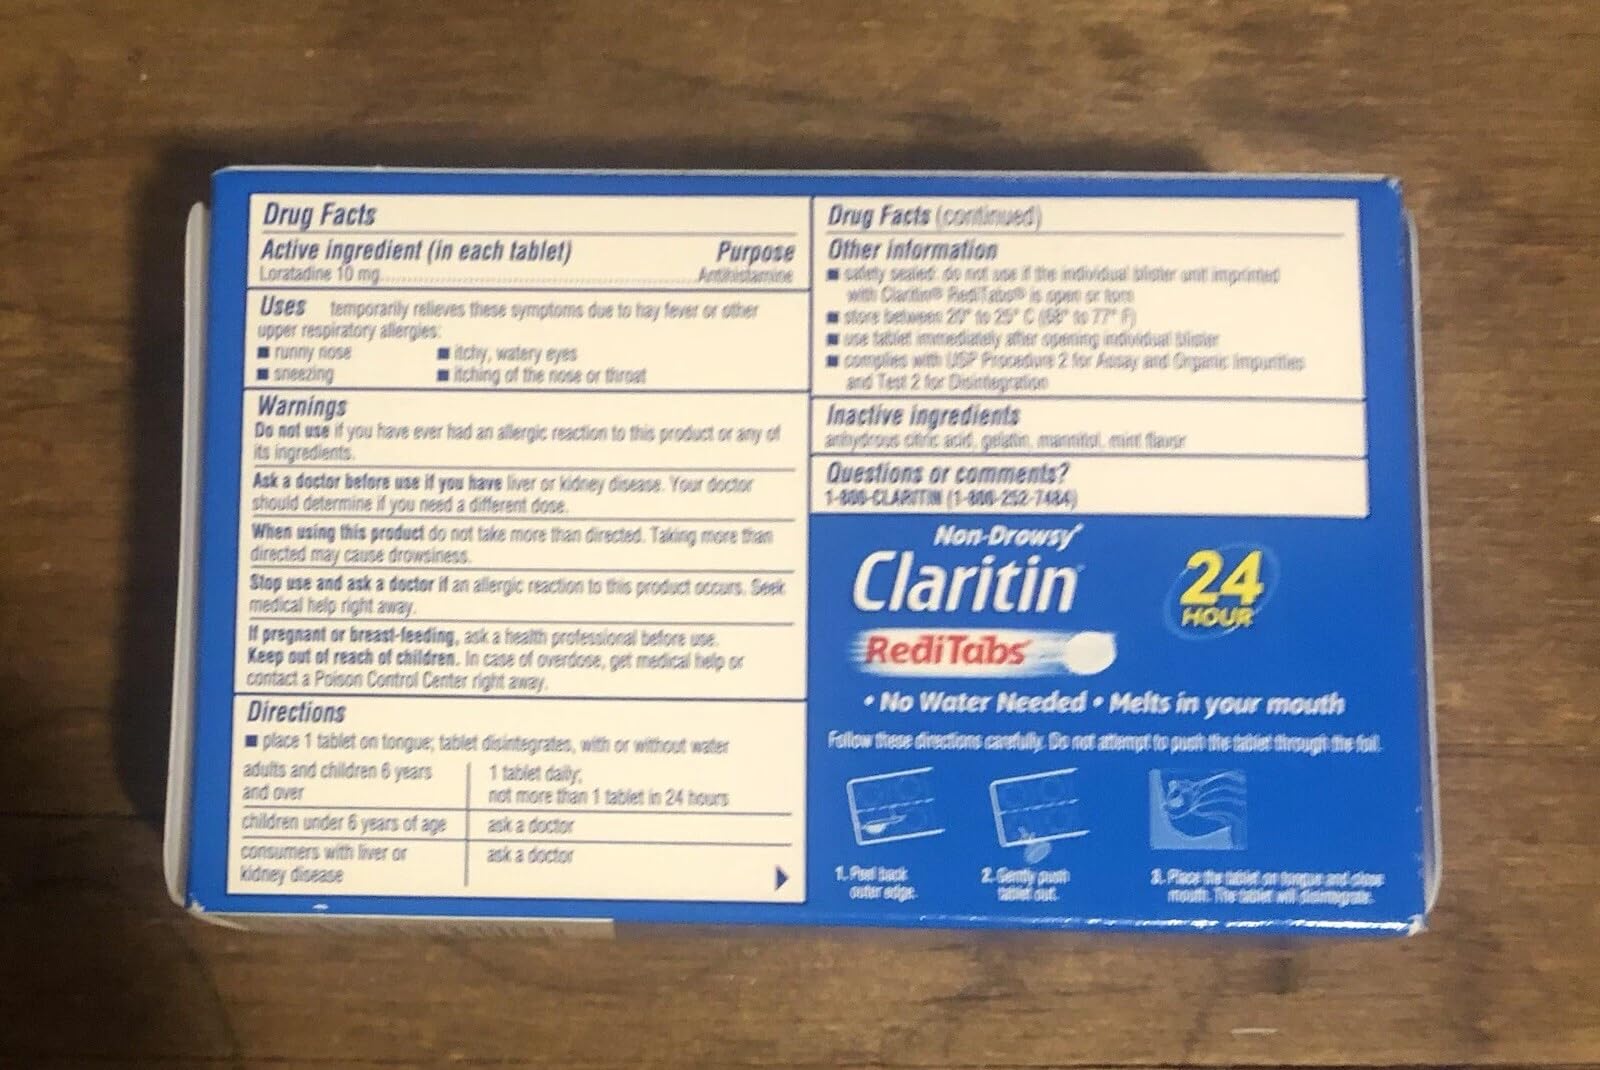 Drug Facts
Active ingredient (in each tablet) Purpose
Loratadine 10 mg............................................................Antihistamine
Uses temporarily relieves these symptoms due to hay fever or other
upper respiratory allergies:
■ runny nose ■ itchy, watery eyes
■ sneezing ■ itching of the nose or throat
Warnings
Do not use if you have ever had an allergic reaction to this product or any of
its ingredients.
Ask a doctor before use if you have liver or kidney disease. Your doctor
should determine if you need a different dose.
When using this product do not take more than directed. Taking more than
directed may cause drowsiness.
Stop use and ask a doctor if an allergic reaction to this product occurs. Seek
medical help right away.
If pregnant or breast-feeding, ask a health professional before use.
Keep out of reach of children. In case of overdose, get medical help or
contact a Poison Control Center right away.
Directions
■ place 1 tablet on tongue; tablet disintegrates, with or without water
adults and children 6 years 1 tablet daily;
and over not more than 1 tablet in 24 hours
children under 6 years of age ask a doctor
consumers with liver or ask a doctor
kidney disease
Drug Facts (continued)
Other information
■ safety sealed: do not use if the individual blister unit imprinted
with Claritin® RediTabs® is open or torn
■ store between 20° to 25° C (68° to 77° F)
■ use tablet immediately after opening individual blister
■ complies with USP Procedure 2 for Assay and Organic Impurities
and Test 2 for Disintegration
Inactive ingredients
anhydrous citric acid, gelatin, mannitol, mint flavor
Questions or comments?
1-800-CLARITIN (1-800-252-7484)
Non-Drowsy*
Claritin
24
HOUR
RediTabs
• No Water Needed • Melts in your mouth
Follow these directions carefully. Do not attempt to push the tablet through the foil.
1. Peel back
outer edge.
2. Gently push
tablet out.
3. Place the tablet on tongue and close
mouth. The tablet will disintegrate.